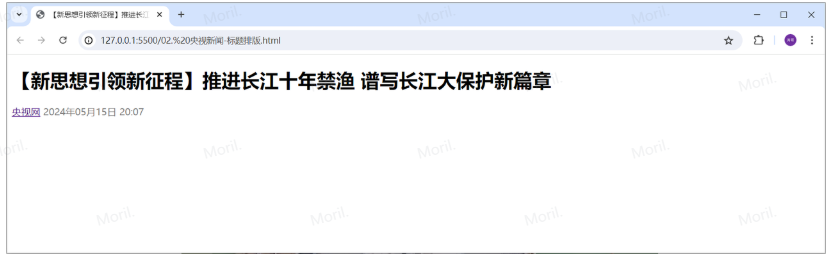 【新思想引领新征程】推进长江
127.0.0.1:5500/02.%20央视新闻-标题排版.html
【新思想引领新征程】推进长江十年禁渔 谱写长江大保护新篇章
央视网 2024年05月15日 20:07
Moril.
Moril.
Moril.
Moril.
Moril.
Moril.
Moril.
Moril.